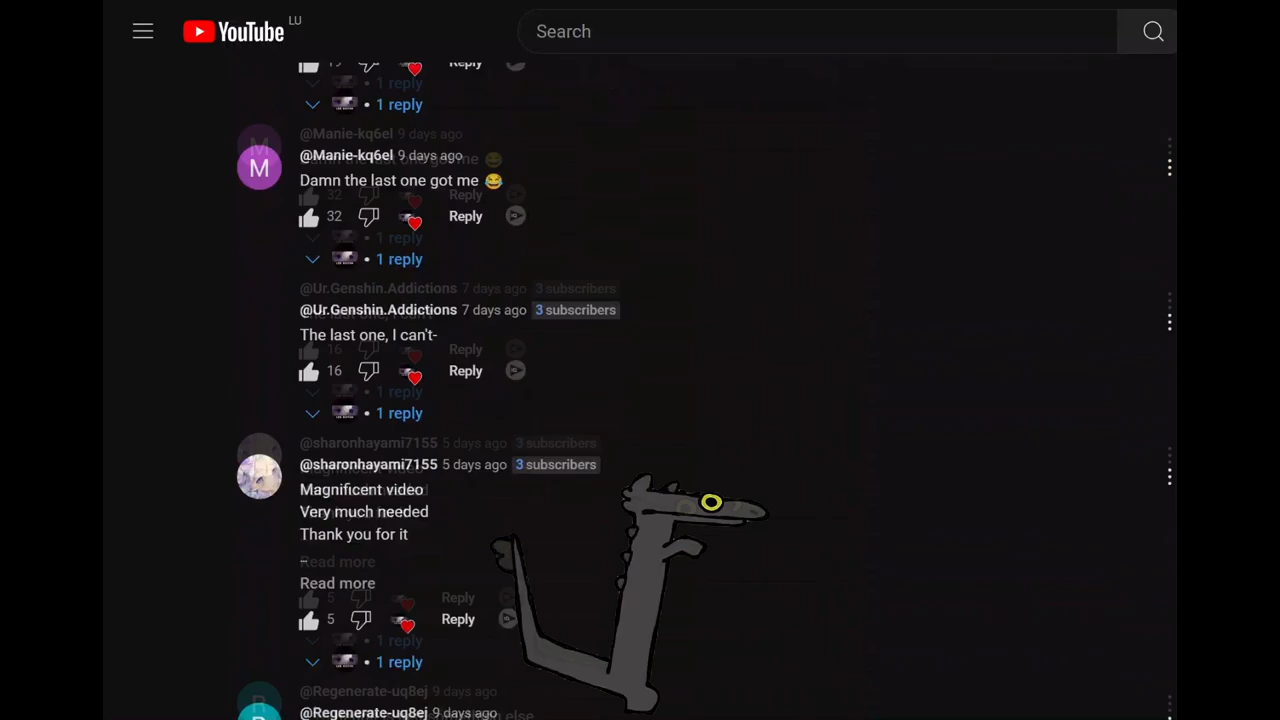 YouTube LU
Search
19 Reply
1 reply
@Manie-kq6el 9 days ago
M
Damn the last one got me 😂
32 Reply
1 reply
@Ur.Genshin.Addictions 7 days ago 3 subscribers
The last one, I can't-
16 Reply
1 reply
@sharonhayami7155 5 days ago 3 subscribers
Magnificent video
Very much needed
Thank you for it
–
Read more
5 Reply
1 reply
@Regenerate-uq8ej 9 days ago